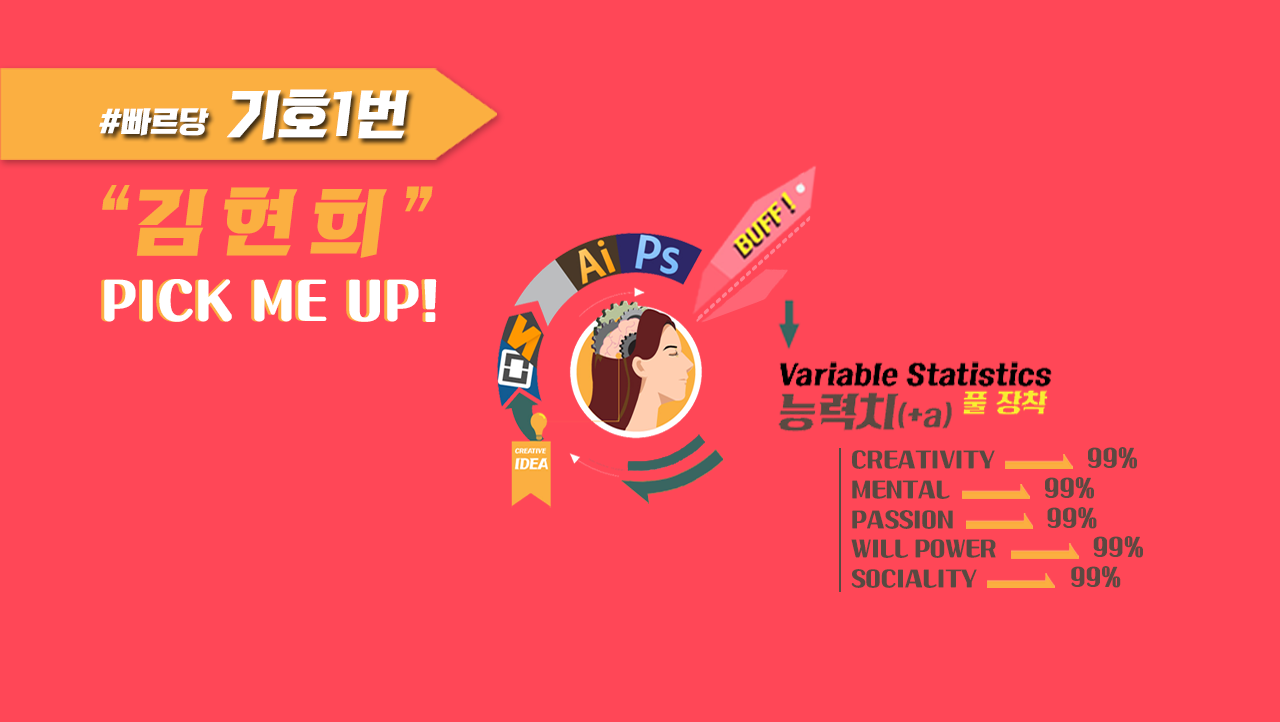 #빠르당 기호1번
“김현희”
PICK ME UP!
Ai Ps
BUFF !
CREATIVE
IDEA
Variable Statistics
능력치(+a) 풀 장착
CREATIVITY 99%
MENTAL 99%
PASSION 99%
WILL POWER 99%
SOCIALITY 99%